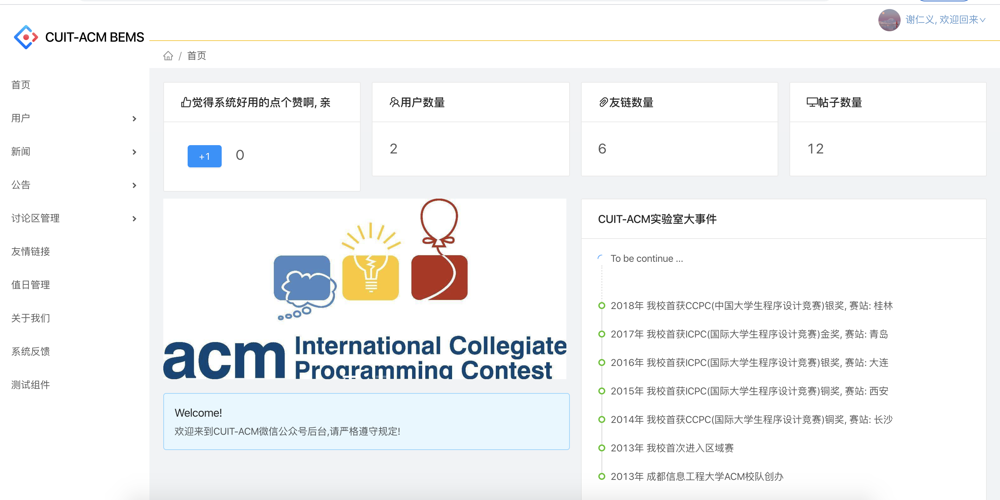 谢仁义, 欢迎回来
CUIT-ACM BEMS
/ 首页
首页
用户
新闻
公告
讨论区管理
友情链接
值日管理
关于我们
系统反馈
测试组件
觉得系统好用的点个赞啊, 亲
+1 0
用户数量
2
友链数量
6
帖子数量
12
acm International Collegiate
Programming Contest
Welcome!
欢迎来到CUIT-ACM微信公众号后台,请严格遵守规定!
CUIT-ACM实验室大事件
To be continue ...
2018年 我校首获CCPC(中国大学生程序设计竞赛)银奖, 赛站: 桂林
2017年 我校首获ICPC(国际大学生程序设计竞赛)金奖, 赛站: 青岛
2016年 我校首获ICPC(国际大学生程序设计竞赛)银奖, 赛站: 大连
2015年 我校首获ICPC(国际大学生程序设计竞赛)铜奖, 赛站: 西安
2014年 我校首获CCPC(国际大学生程序设计竞赛)铜奖, 赛站: 长沙
2013年 我校首次进入区域赛
2013年 成都信息工程大学ACM校队创办